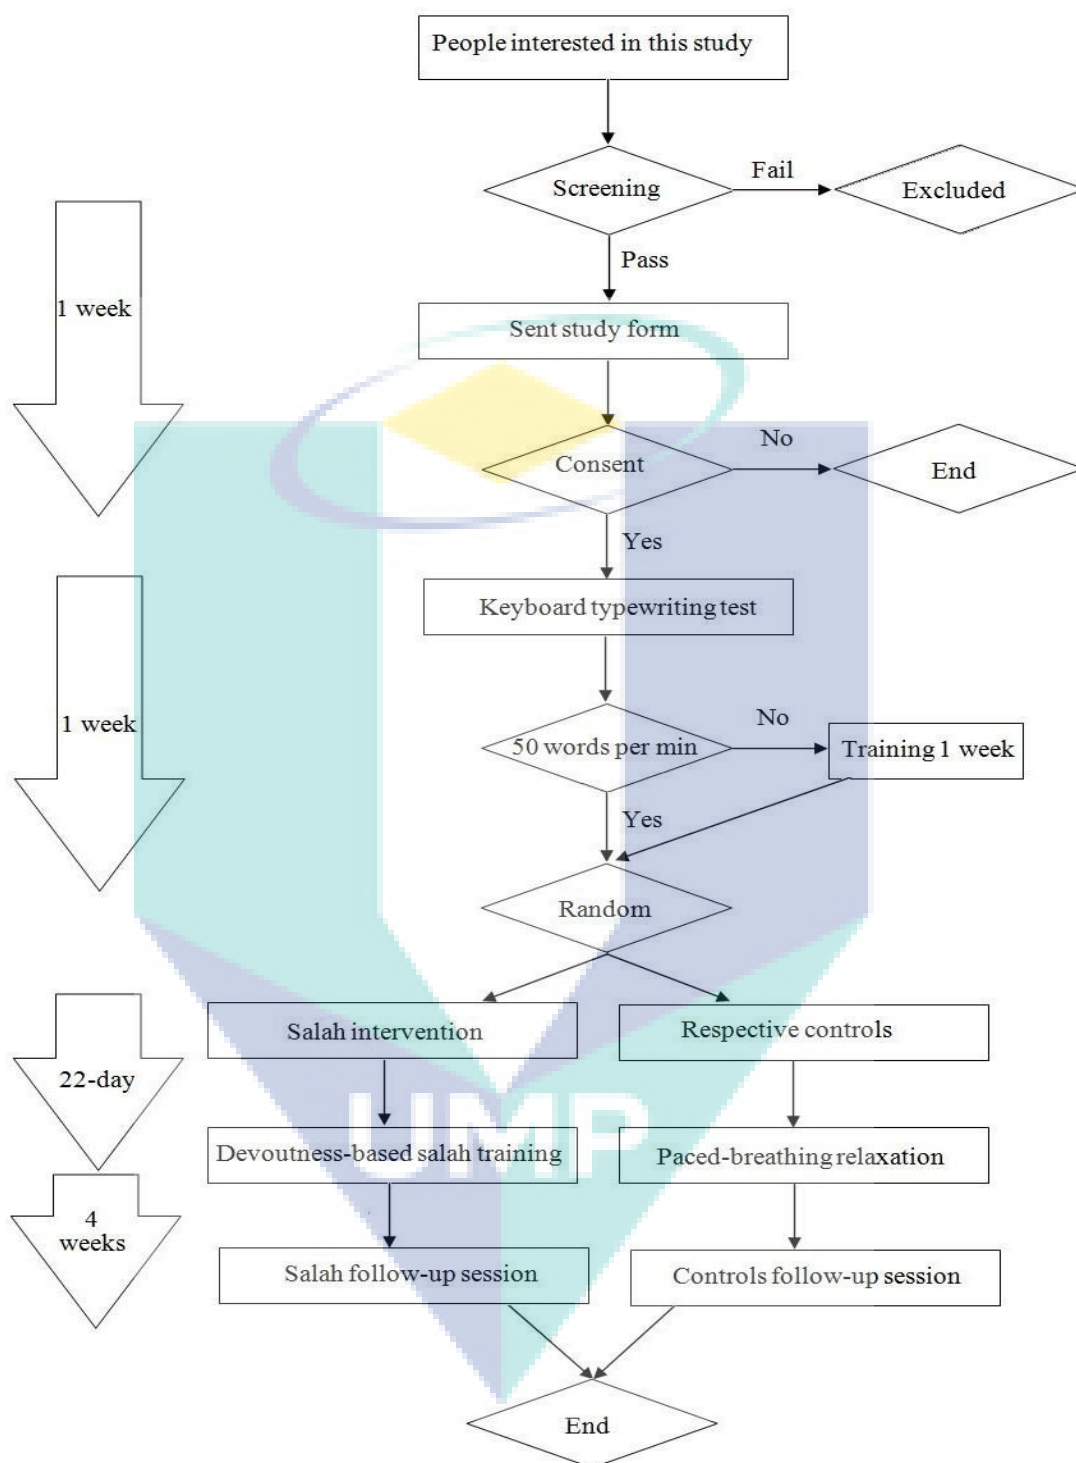 People interested in this study
Screening
Fail
Excluded
Pass
1 week
Sent study form
Consent
No
End
Yes
Keyboard typewriting test
1 week
50 words per min
No
Training 1 week
Yes
Random
Salah intervention
Respective controls
22-day
Devoutness-based salah training
Paced-breathing relaxation
UMP
4
weeks
Salah follow-up session
Controls follow-up session
End